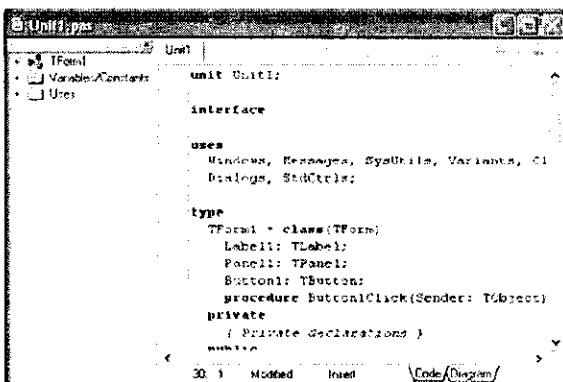 Unit1.pas
TForm1
Variables/Constants
Uses
Unit1
unit Unit1;
interface
uses
Windows, Messages, SysUtils, Variants, Cl
Dialogs, StdCtrls;
type
TForm1 = class(TForm)
Label1: TLabel;
Panel1: TPanel;
Button1: TButton;
procedure Button1Click(Sender: TObject)
private
{ Private declarations }
public
30: 1 Modified Insert Code Diagram